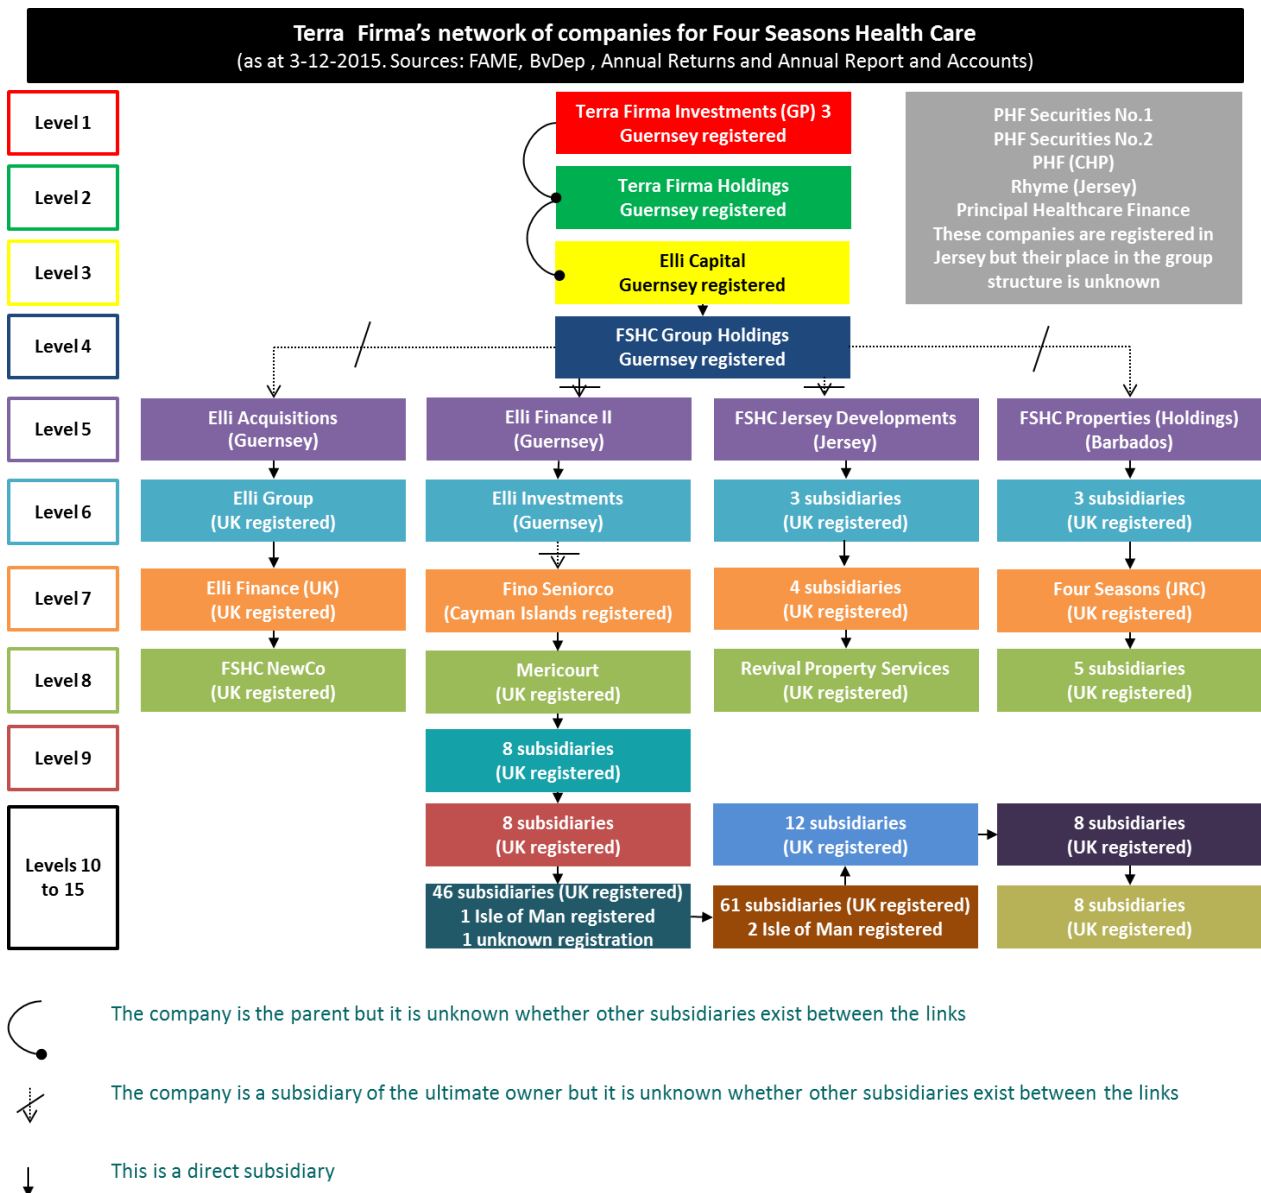 Terra Firma's network of companies for Four Seasons Health Care
(as at 3-12-2015. Sources: FAME, BvDep , Annual Returns and Annual Report and Accounts)
Level 1
Terra Firma Investments (GP) 3
Guernsey registered
PHF Securities No.1
PHF Securities No.2
PHF (CHP)
Rhyme (Jersey)
Principal Healthcare Finance
These companies are registered in
Jersey but their place in the group
structure is unknown
Level 2
Terra Firma Holdings
Guernsey registered
Level 3
Elli Capital
Guernsey registered
Level 4
FSHC Group Holdings
Guernsey registered
Level 5
Elli Acquisitions
(Guernsey)
Elli Finance II
(Guernsey)
FSHC Jersey Developments
(Jersey)
FSHC Properties (Holdings)
(Barbados)
Level 6
Elli Group
(UK registered)
Elli Investments
(Guernsey)
3 subsidiaries
(UK registered)
3 subsidiaries
(UK registered)
Level 7
Elli Finance (UK)
(UK registered)
Fino Seniorco
(Cayman Islands registered)
4 subsidiaries
(UK registered)
Four Seasons (JRC)
(UK registered)
Level 8
FSHC NewCo
(UK registered)
Mericourt
(UK registered)
Revival Property Services
(UK registered)
5 subsidiaries
(UK registered)
Level 9
8 subsidiaries
(UK registered)
Levels 10
to 15
8 subsidiaries
(UK registered)
12 subsidiaries
(UK registered)
8 subsidiaries
(UK registered)
46 subsidiaries (UK registered)
1 Isle of Man registered
1 unknown registration
61 subsidiaries (UK registered)
2 Isle of Man registered
8 subsidiaries
(UK registered)
The company is the parent but it is unknown whether other subsidiaries exist between the links
The company is a subsidiary of the ultimate owner but it is unknown whether other subsidiaries exist between the links
This is a direct subsidiary